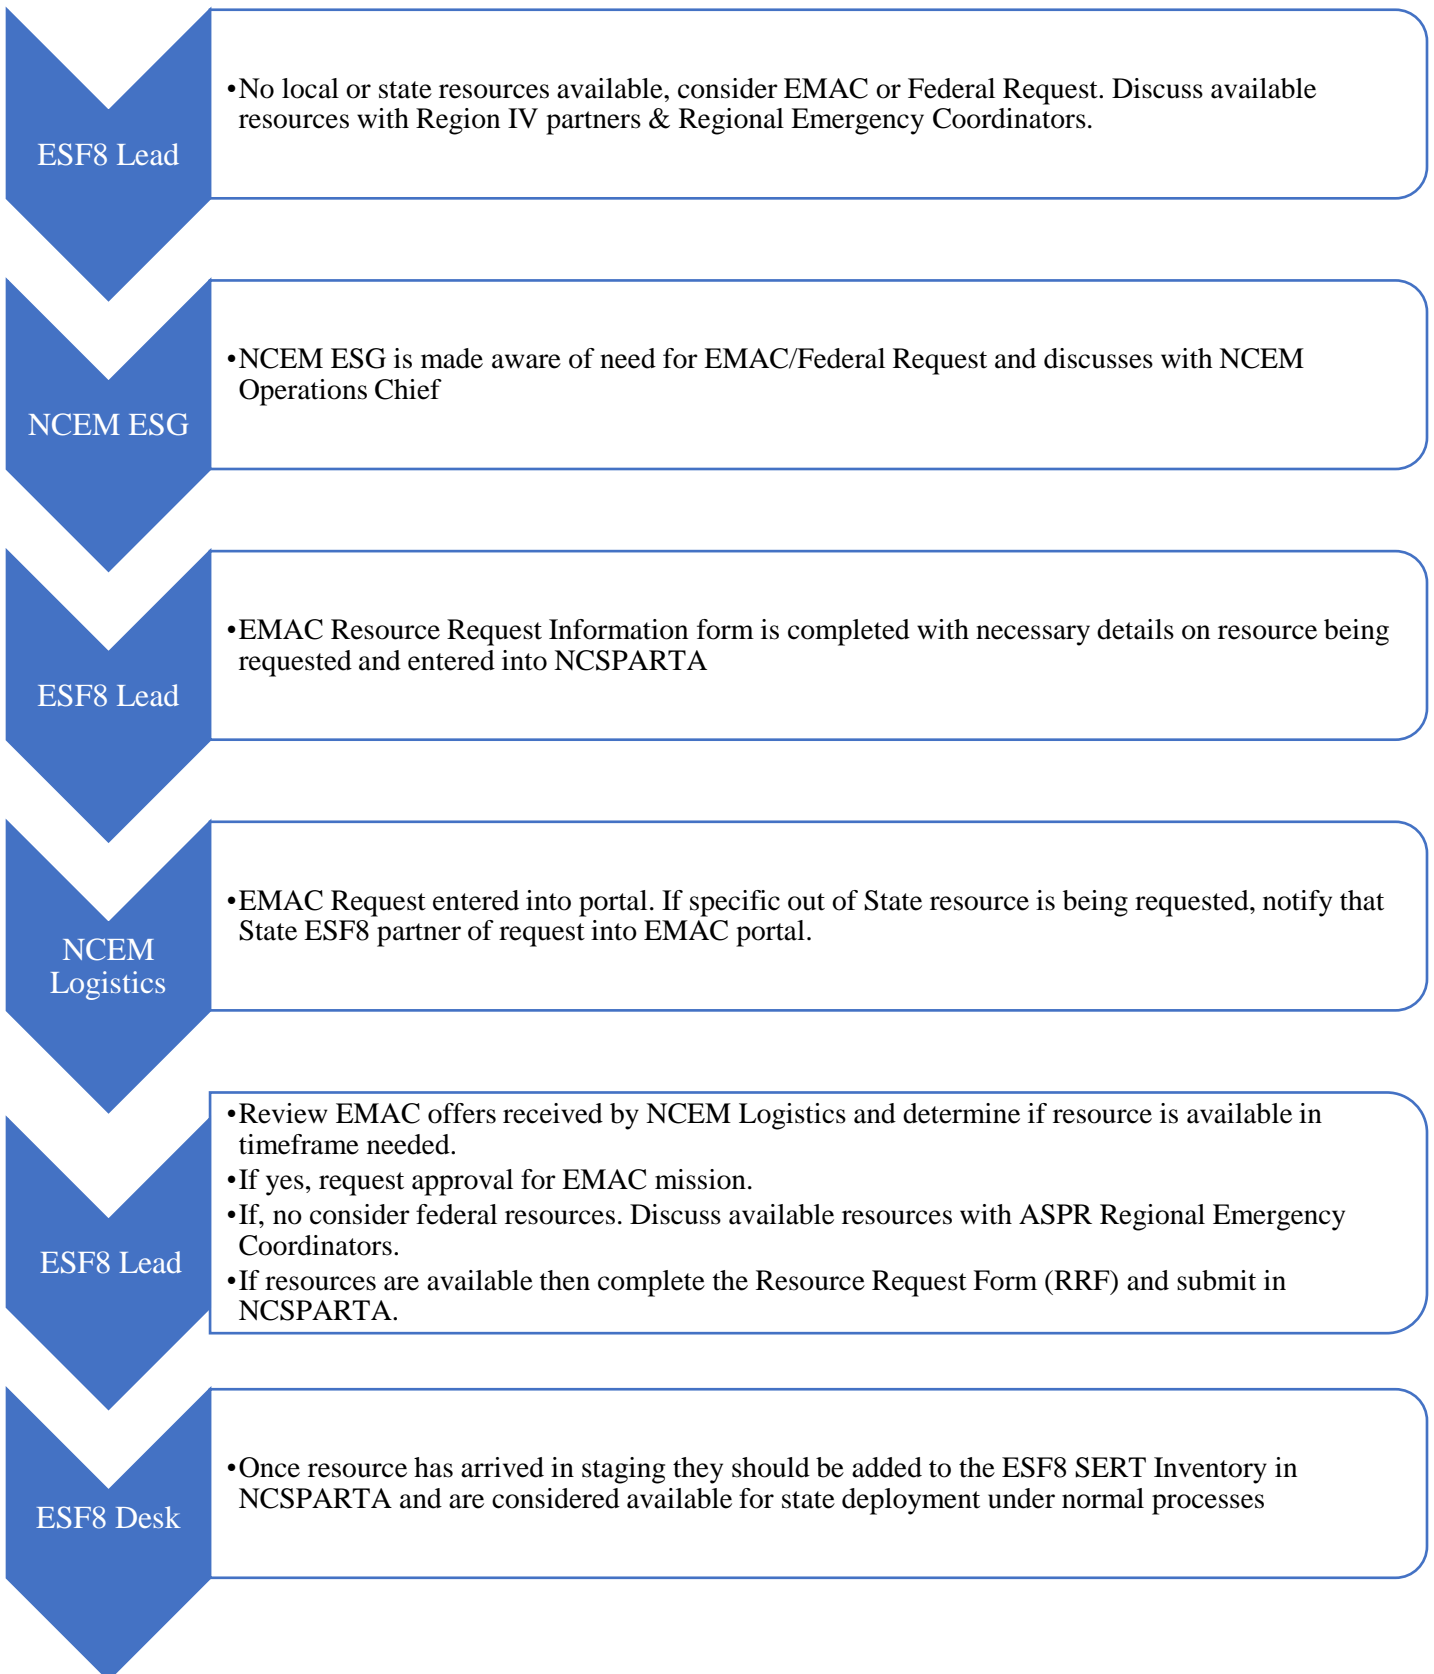 ESF8 Lead
•No local or state resources available, consider EMAC or Federal Request. Discuss available
resources with Region IV partners & Regional Emergency Coordinators.
NCEM ESG
•NCEM ESG is made aware of need for EMAC/Federal Request and discusses with NCEM
Operations Chief
ESF8 Lead
•EMAC Resource Request Information form is completed with necessary details on resource being
requested and entered into NCSPARTA
NCEM
Logistics
•EMAC Request entered into portal. If specific out of State resource is being requested, notify that
State ESF8 partner of request into EMAC portal.
ESF8 Lead
•Review EMAC offers received by NCEM Logistics and determine if resource is available in
timeframe needed.
•If yes, request approval for EMAC mission.
•If, no consider federal resources. Discuss available resources with ASPR Regional Emergency
Coordinators.
•If resources are available then complete the Resource Request Form (RRF) and submit in
NCSPARTA.
ESF8 Desk
•Once resource has arrived in staging they should be added to the ESF8 SERT Inventory in
NCSPARTA and are considered available for state deployment under normal processes